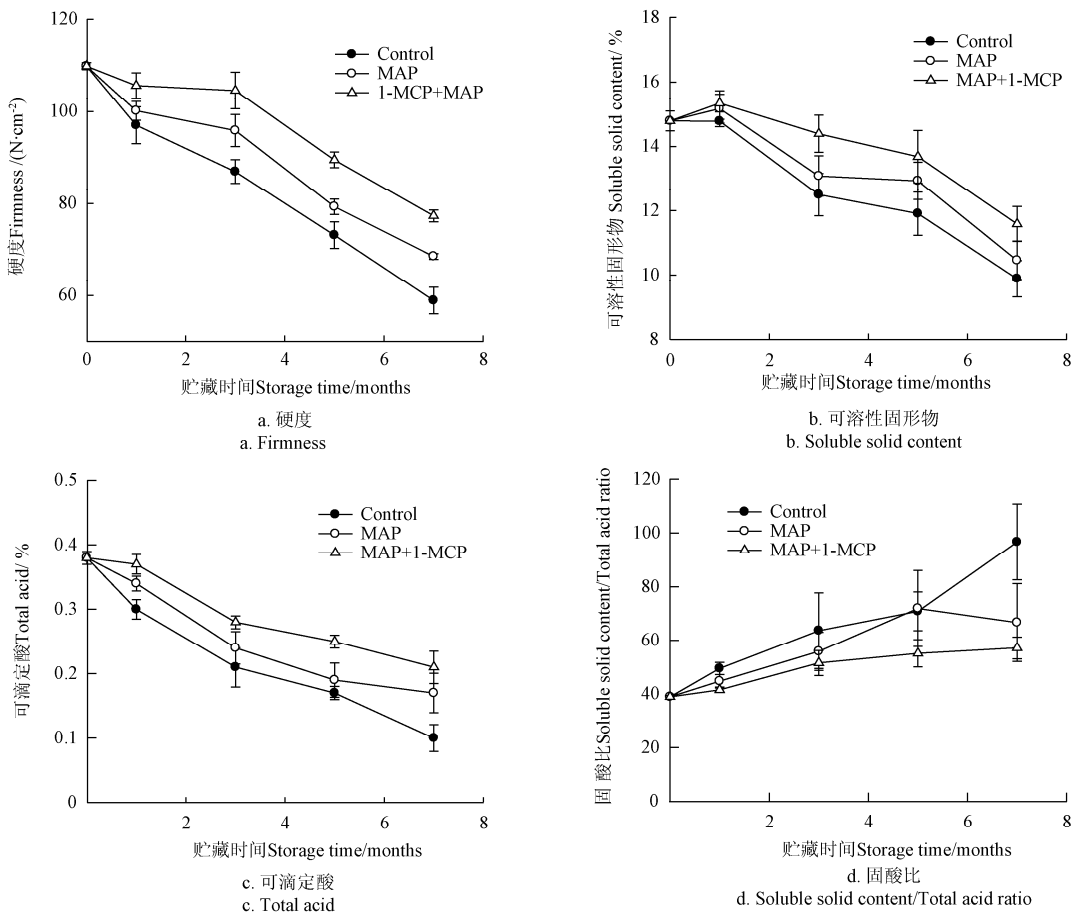 120
100
80
60
硬度Firmness /(N·cm-2)
Control
MAP
1-MCP+MAP
0
2
4
6
8
贮藏时间Storage time/months
a. 硬度
a. Firmness
18
16
14
12
10
8
可溶性固形物 Soluble solid content/ %
Control
MAP
MAP+1-MCP
0
2
4
6
8
贮藏时间Storage time/months
b. 可溶性固形物
b. Soluble solid content
0.5
0.4
0.3
0.2
0.1
0
可滴定酸Total acid/ %
Control
MAP
MAP+1-MCP
0
2
4
6
8
贮藏时间Storage time/months
c. 可滴定酸
c. Total acid
120
100
80
60
40
20
0
固 酸比Soluble solid content/Total acid ratio
Control
MAP
MAP+1-MCP
2
4
6
8
贮藏时间Storage time/months
d. 固酸比
d. Soluble solid content/Total acid ratio